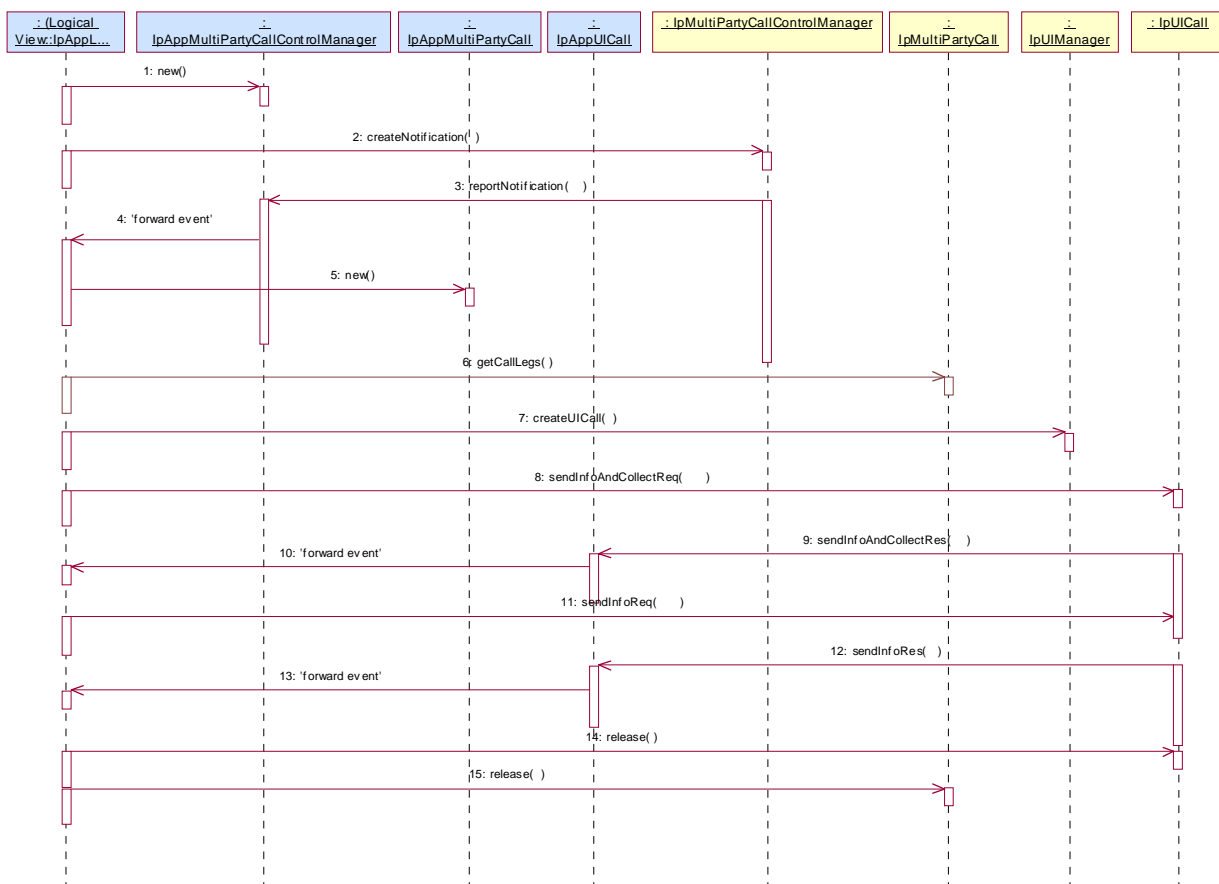 : (Logical
View::IpAppL...
:
IpAppMultiPartyCallControlManager
:
IpAppMultiPartyCall
:
IpAppUICall
: IpMultiPartyCallControlManager
:
IpMultiPartyCall
:
IpUIManager
: IpUICall
1: new()
2: createNotification( )
3: reportNotification( )
4: 'forward event'
5: new()
6: getCallLegs( )
7: createUICall( )
8: sendInfoAndCollectReq( )
9: sendInfoAndCollectRes( )
10: 'forward event'
11: sendInfoReq( )
12: sendInfoRes( )
13: 'forward event'
14: release( )
15: release( )